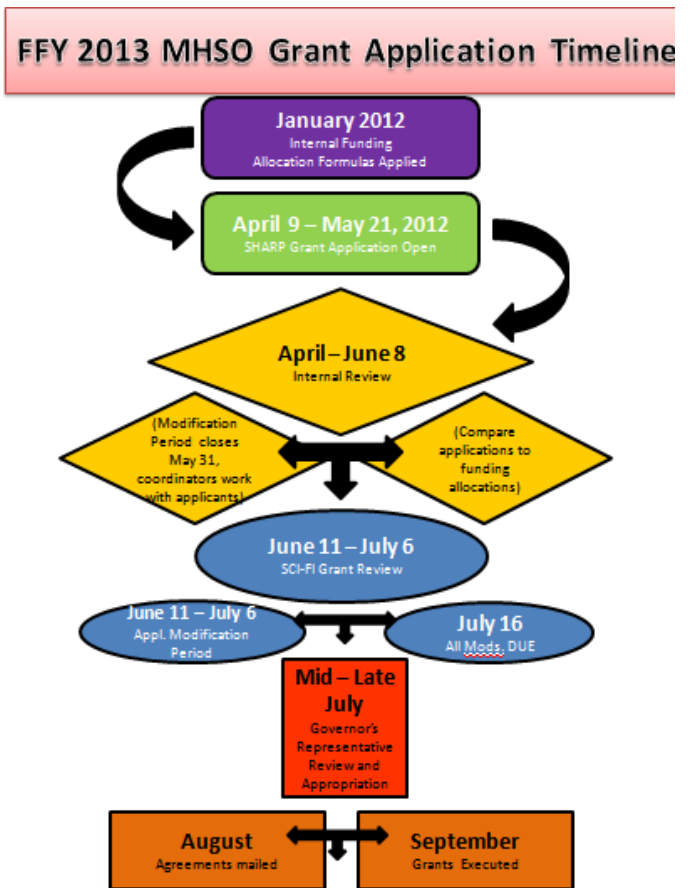 FFY 2013 MHSO Grant Application Timeline
January 2012
Internal Funding
Allocation Formulas Applied
April 9 – May 21, 2012
SHARP Grant Application Open
April – June 8
Internal Review
(Modification
Period closes
May 31,
coordinators work
with applicants)
(Compare
applications to
funding
allocations)
June 11 – July 6
SCI-FI Grant Review
June 11 – July 6
Appl. Modification
Period
July 16
All Mods. DUE
Mid – Late
July
Governor's
Representative
Review and
Appropriation
August
Agreements mailed
September
Grants Executed